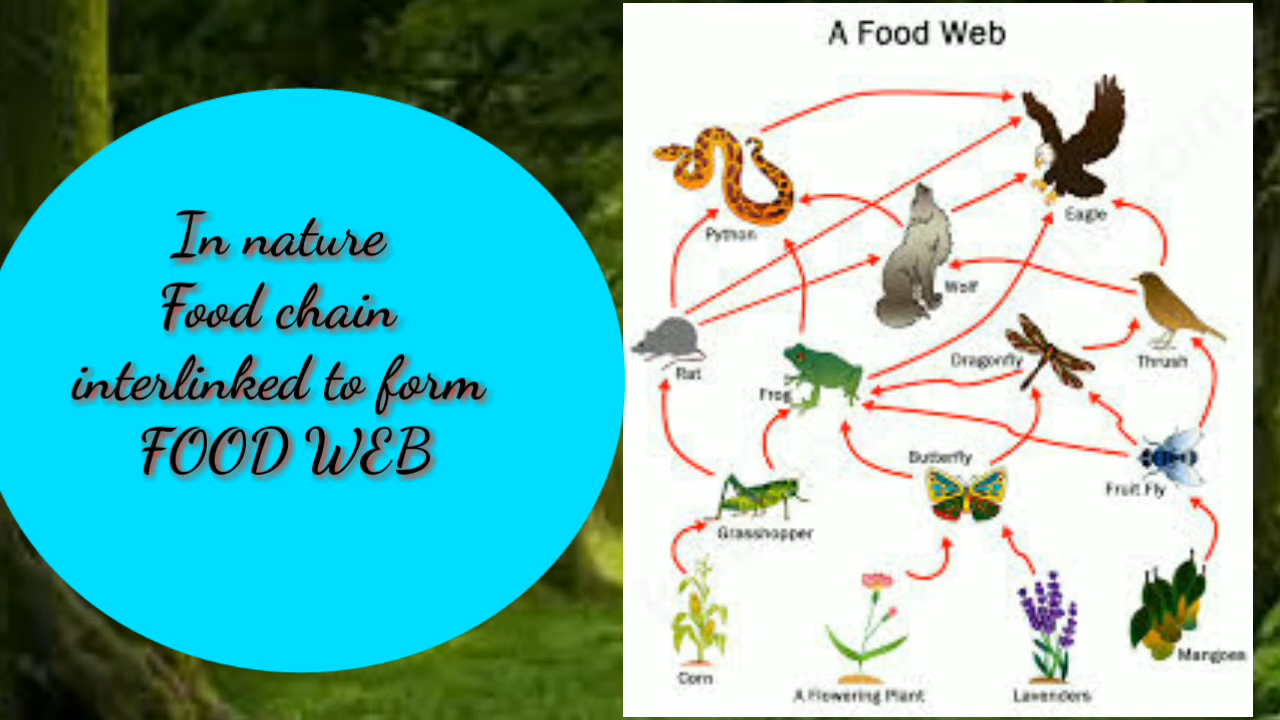 In nature
Food chain
interlinked to form
FOOD WEB
A Food Web
Eagle
Python
Wolf
Dragonfly
Thrush
Rat
Frog
Butterfly
Fruit Fly
Grasshopper
Corn
A Flowering Plant
Lavenders
Mangoes